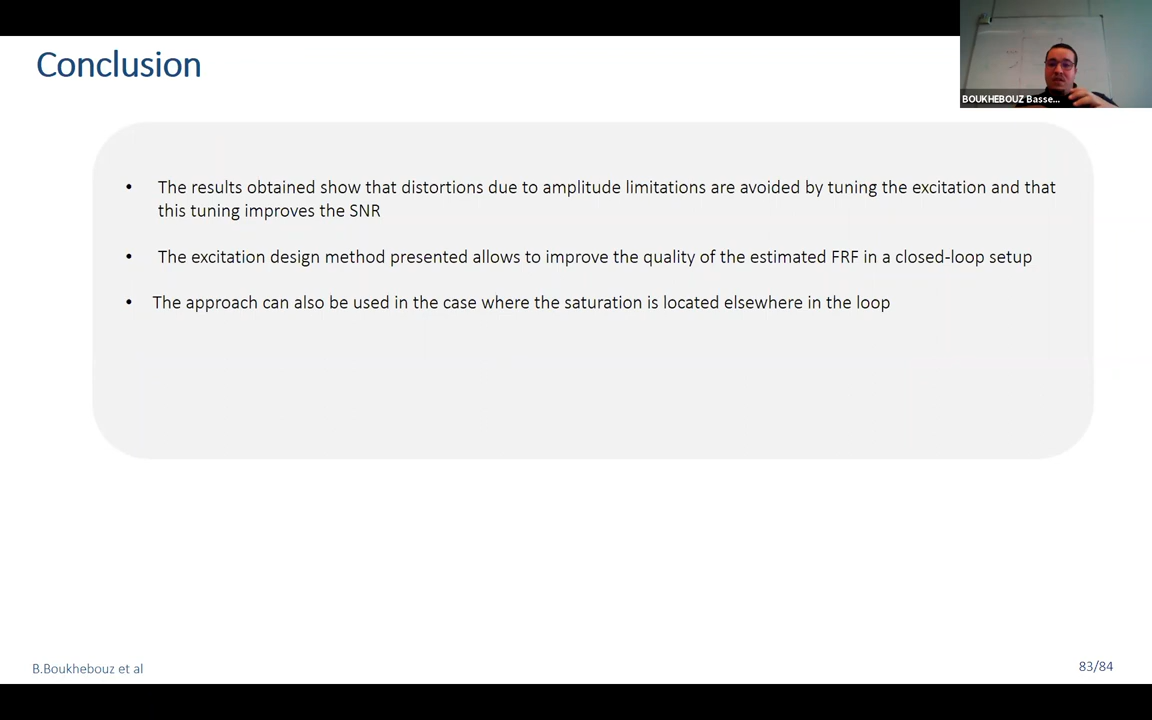 Conclusion
BOUKHEBOUZ Basse...
• The results obtained show that distortions due to amplitude limitations are avoided by tuning the excitation and that
this tuning improves the SNR
• The excitation design method presented allows to improve the quality of the estimated FRF in a closed-loop setup
• The approach can also be used in the case where the saturation is located elsewhere in the loop
B.Boukhebouz et al
83/84